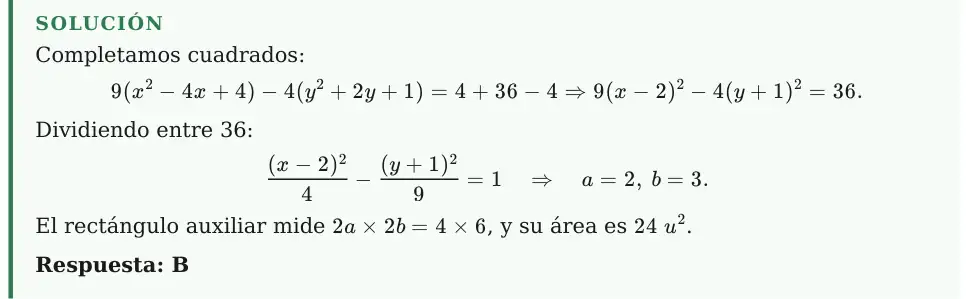 SOLUCIÓN
Completamos cuadrados:
9(x² − 4x + 4) − 4(y² + 2y + 1) = 4 + 36 − 4 ⇒ 9(x − 2)² − 4(y + 1)² = 36.
Dividiendo entre 36:
(x − 2)²/4 − (y + 1)²/9 = 1 ⇒ a = 2, b = 3.
El rectángulo auxiliar mide 2a × 2b = 4 × 6, y su área es 24 u².
Respuesta: B